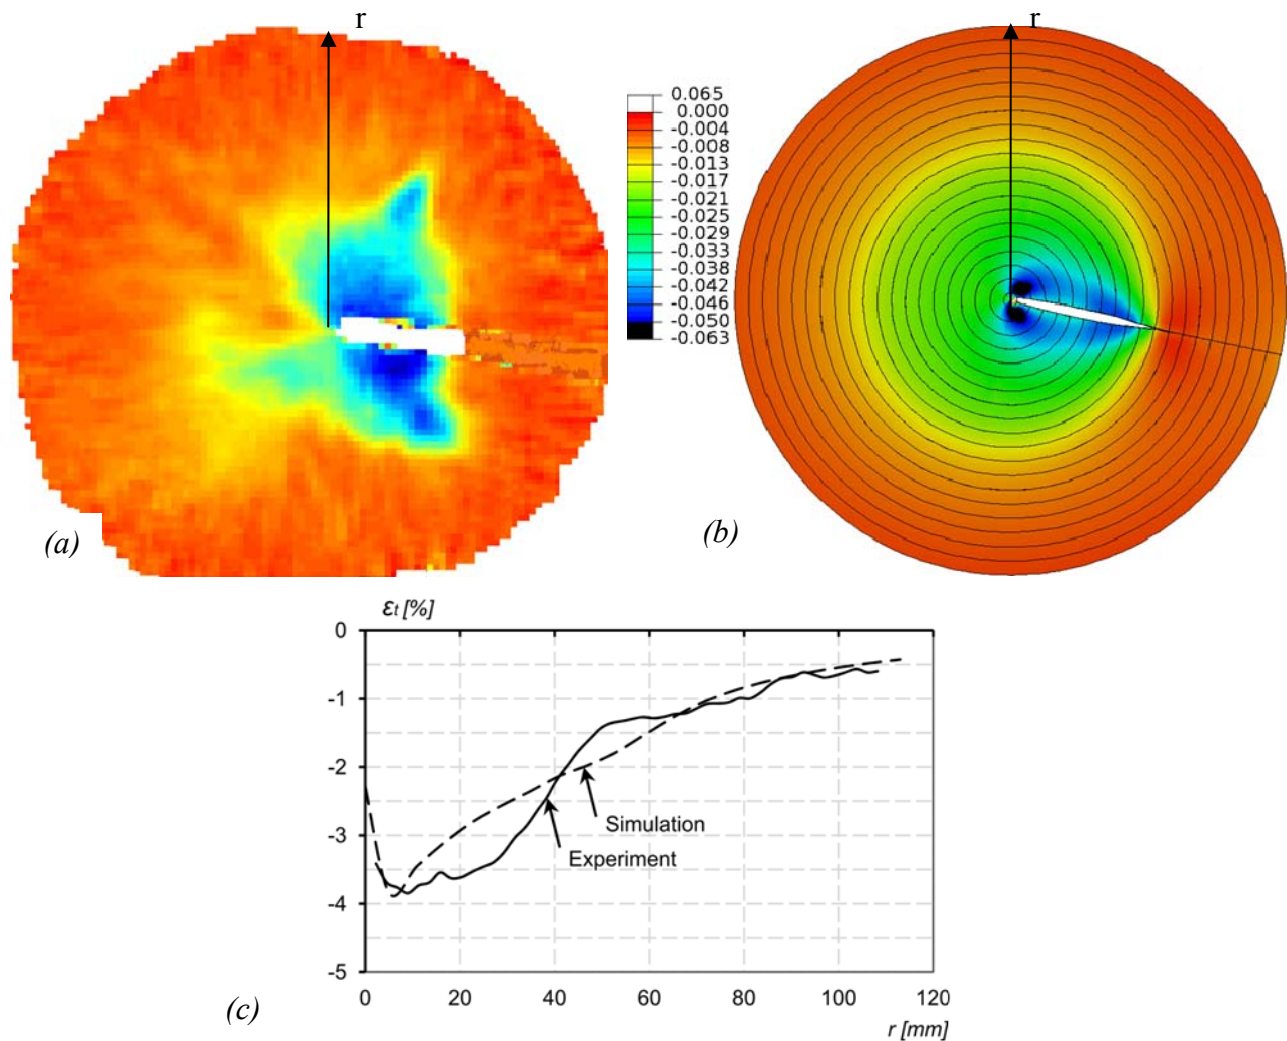 r
r
0.065
0.000
-0.004
-0.008
-0.013
-0.017
-0.021
-0.025
-0.029
-0.033
-0.038
-0.042
-0.046
-0.050
-0.063
(a)
(b)
εt [%]
0
-1
-2
-3
-4
-5
Simulation
Experiment
0 20 40 60 80 100 120
(c)
r [mm]